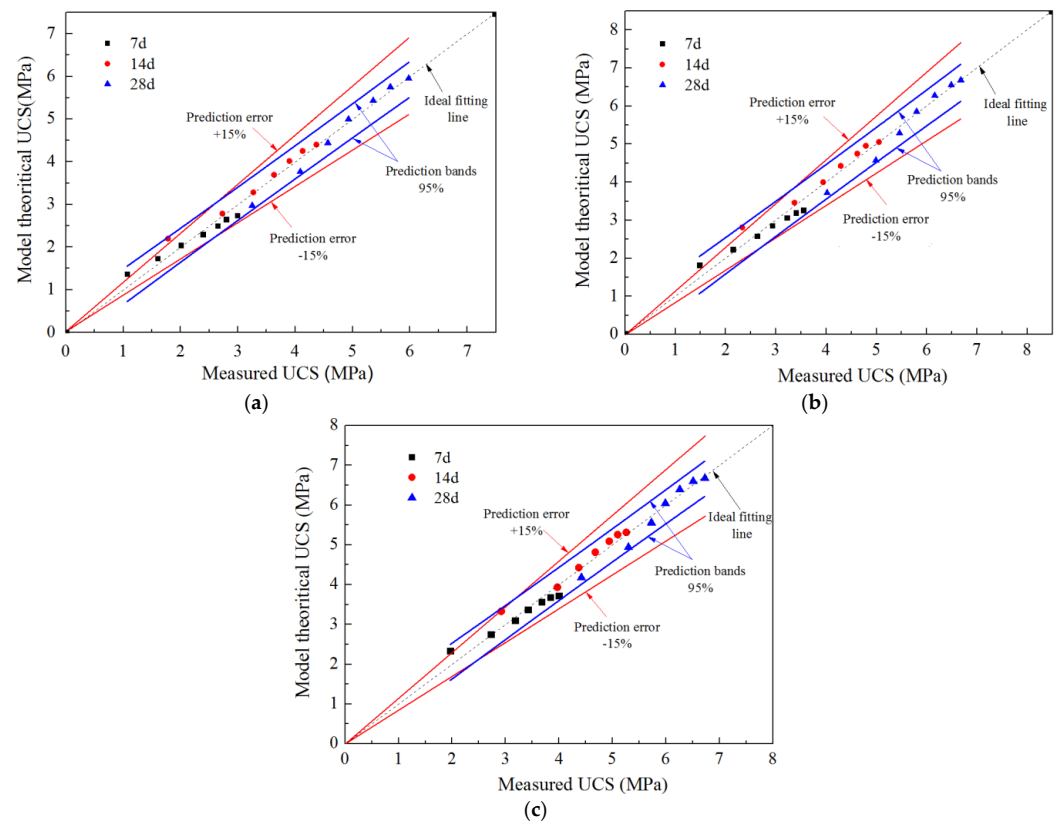 7
6
5
4
3
2
1
0
Model theoritical UCS(MPa)
7d
14d
28d
Prediction error
+15%
Ideal fitting
line
Prediction bands
95%
Prediction error
-15%
0 1 2 3 4 5 6 7
Measured UCS (MPa)
(a)
8
7
6
5
4
3
2
1
0
Model theoritical UCS (MPa)
7d
14d
28d
Prediction error
+15%
Ideal fitting
line
Prediction bands
95%
Prediction error
-15%
0 1 2 3 4 5 6 7 8
Measured UCS (MPa)
(b)
8
7
6
5
4
3
2
1
0
Model theoritical UCS (MPa)
7d
14d
28d
Prediction error
+15%
Ideal fitting
line
Prediction bands
95%
Prediction error
-15%
0 1 2 3 4 5 6 7 8
Measured UCS (MPa)
(c)